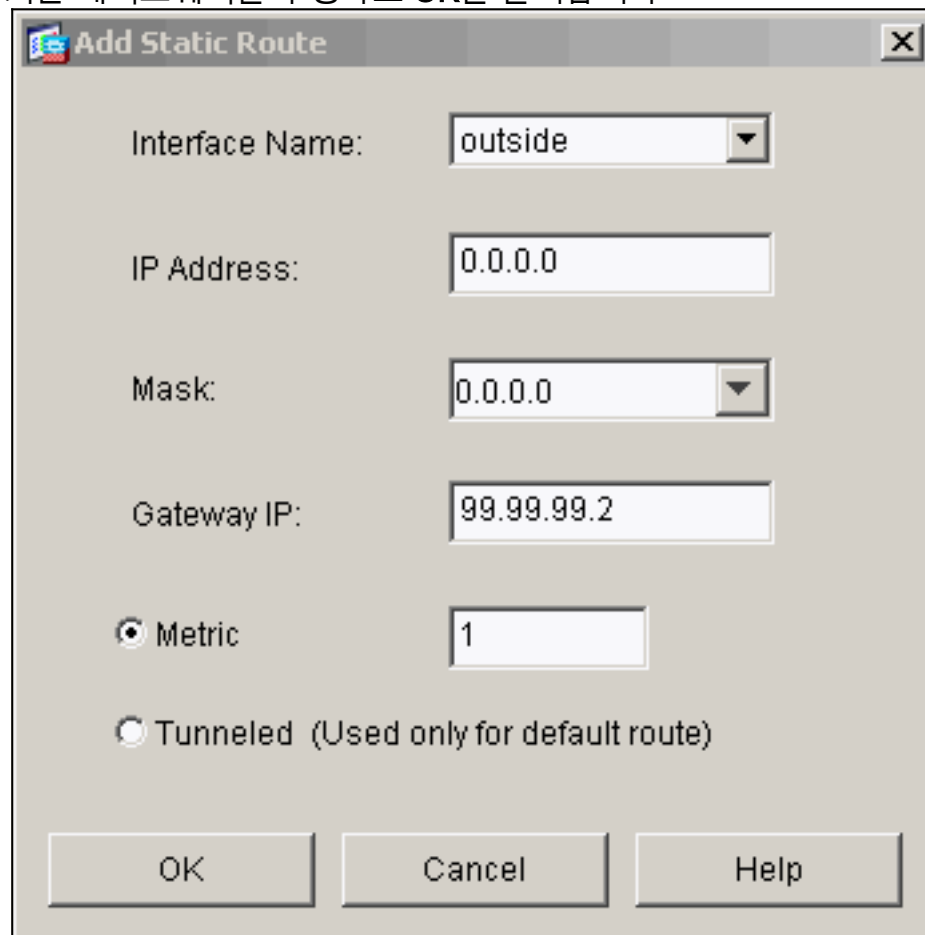 Add Static Route
Interface Name: outside
IP Address: 0.0.0.0
Mask: 0.0.0.0
Gateway IP: 99.99.99.2
Metric 1
Tunneled (Used only for default route)
OK Cancel Help